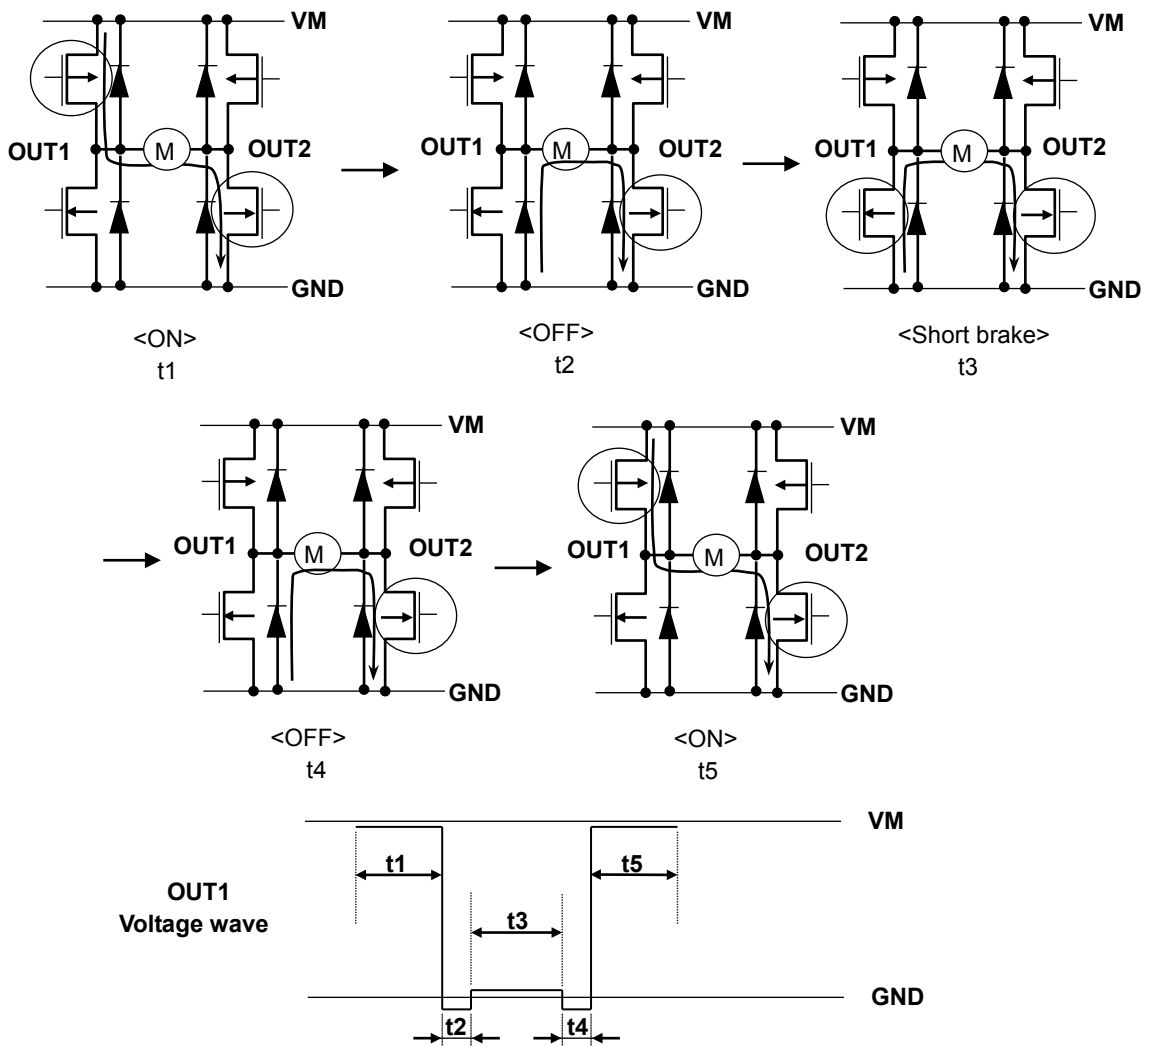 VM VM VM
OUT1 M OUT2 OUT1 M OUT2 OUT1 M OUT2
GND GND GND
<ON> <OFF> <Short brake>
t1 t2 t3
VM VM
OUT1 M OUT2 OUT1 M OUT2
GND GND
<OFF> <ON>
t4 t5
VM
t1 t5
OUT1
Voltage wave
t3
GND
t2 t4